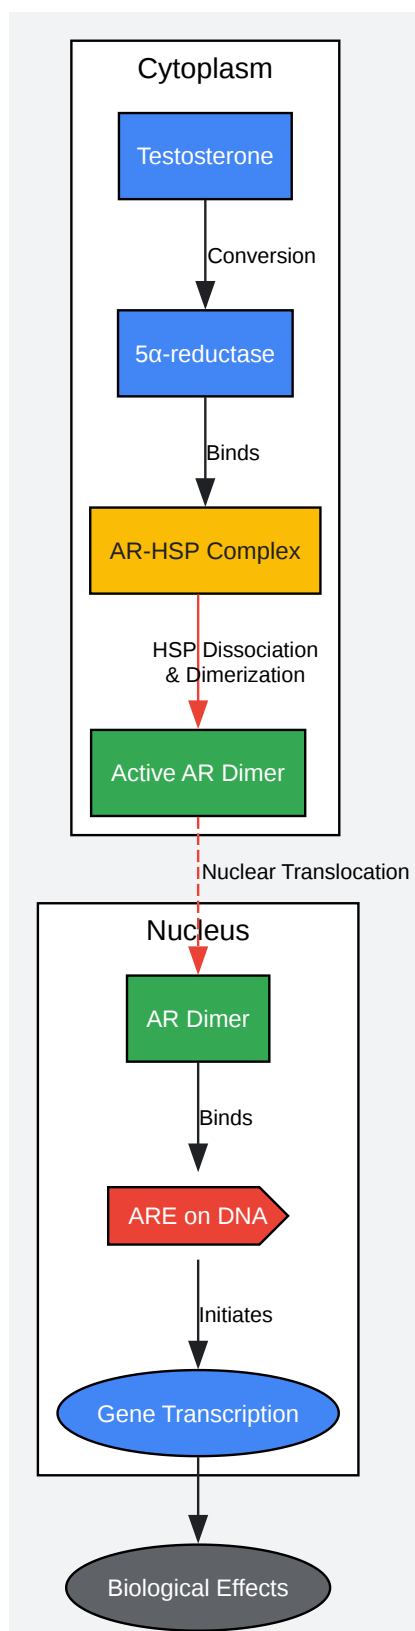 Cytoplasm
Testosterone
Conversion
5α-reductase
Binds
AR-HSP Complex
HSP Dissociation
& Dimerization
Active AR Dimer
Nuclear Translocation
Nucleus
AR Dimer
Binds
ARE on DNA
Initiates
Gene Transcription
Biological Effects